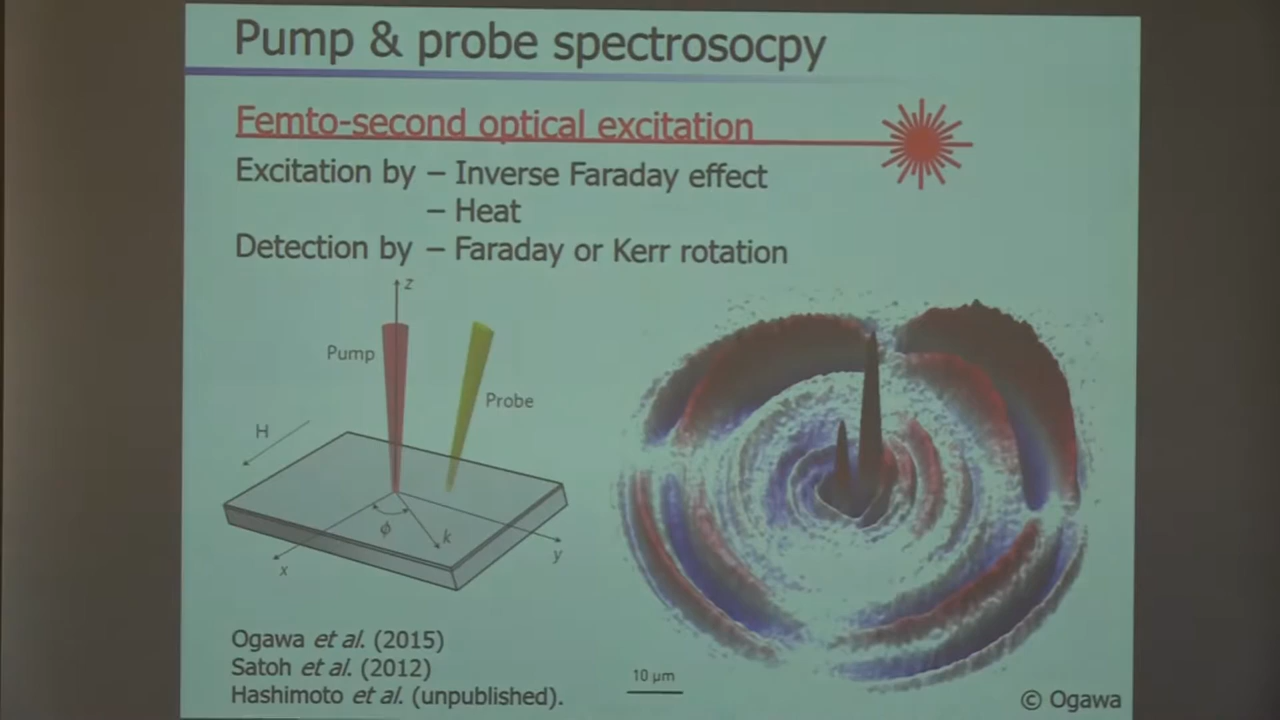 Pump & probe spectrosocpy
Femto-second optical excitation
Excitation by – Inverse Faraday effect
– Heat
Detection by – Faraday or Kerr rotation
z
Pump
Probe
H
ϕ
k
x
y
Ogawa et al. (2015)
Satoh et al. (2012)
Hashimoto et al. (unpublished).
10 μm
© Ogawa